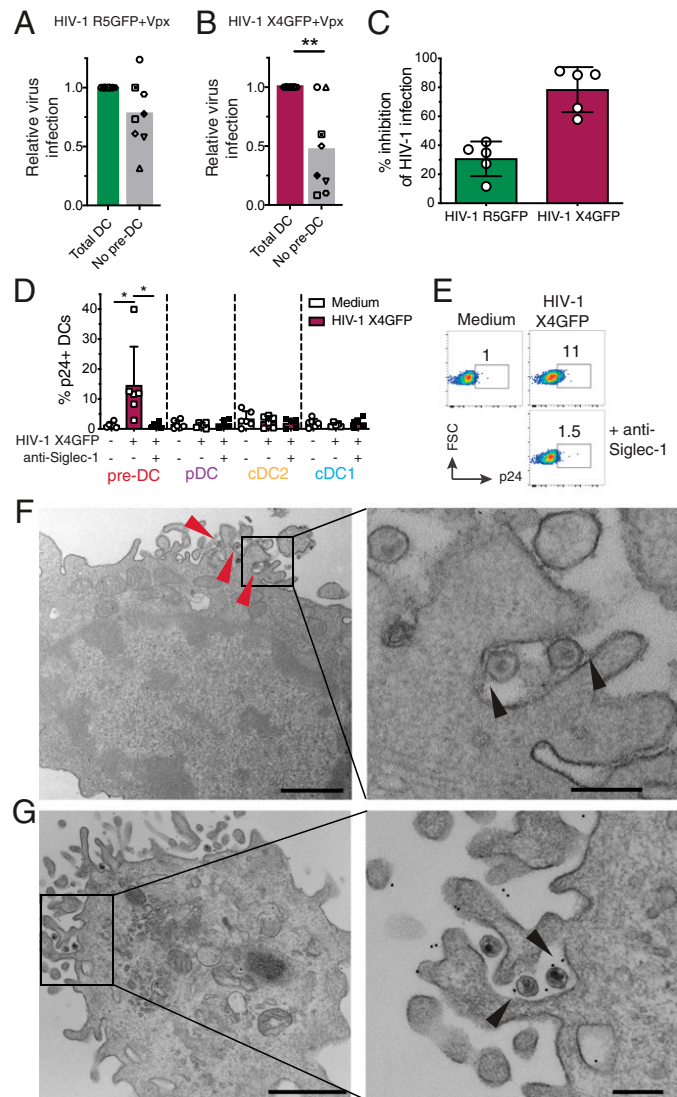 A
HIV-1 R5GFP+Vpx
Relative virus
infection
1.0
0.5
0.0
Total DC
No pre-DC
B
HIV-1 X4GFP+Vpx
**
Relative virus
infection
1.0
0.5
0.0
Total DC
No pre-DC
C
% inhibition
of HIV-1 infection
100
80
60
40
20
0
HIV-1 R5GFP
HIV-1 X4GFP
D
% p24+ DCs
50
40
30
20
10
0
* *
Medium
HIV-1 X4GFP
HIV-1 X4GFP - + + - + + - + + - + +
anti-Siglec-1 - - + - - + - - + - - +
pre-DC pDC cDC2 cDC1
E
Medium
HIV-1
X4GFP
1
11
1.5
+ anti-
Siglec-1
FSC
p24
F
G